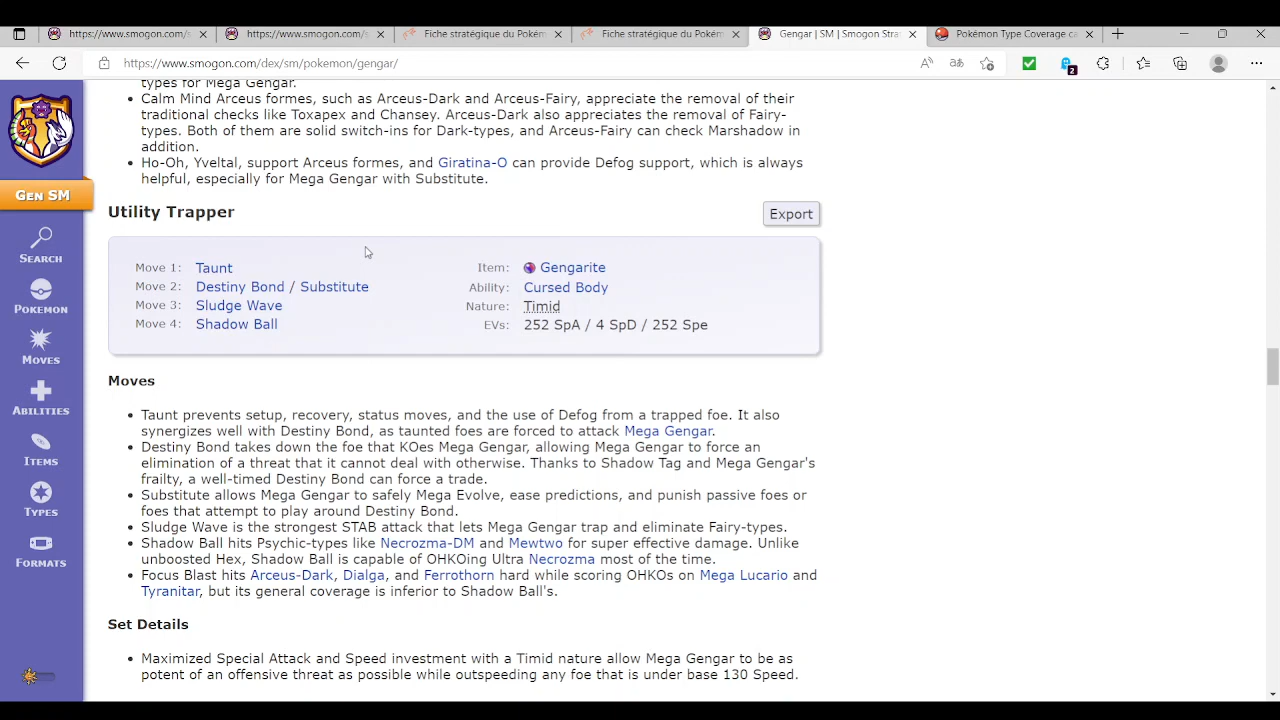 https://www.smogon.com/s
https://www.smogon.com/s
Fiche stratégique du Pokém
Fiche stratégique du Pokém
Gengar | SM | Smogon Stra
Pokémon Type Coverage ca
https://www.smogon.com/dex/sm/pokemon/gengar/
2
types for Mega Gengar.
• Calm Mind Arceus formes, such as Arceus-Dark and Arceus-Fairy, appreciate the removal of their
traditional checks like Toxapex and Chansey. Arceus-Dark also appreciates the removal of Fairy-
types. Both of them are solid switch-ins for Dark-types, and Arceus-Fairy can check Marshadow in
addition.
• Ho-Oh, Yveltal, support Arceus formes, and Giratina-O can provide Defog support, which is always
helpful, especially for Mega Gengar with Substitute.
Gen SM
Search
Pokemon
Moves
Abilities
Items
Types
Formats
Utility Trapper
Export
Move 1: Taunt
Move 2: Destiny Bond / Substitute
Move 3: Sludge Wave
Move 4: Shadow Ball
Item: Gengarite
Ability: Cursed Body
Nature: Timid
EVs: 252 SpA / 4 SpD / 252 Spe
Moves
• Taunt prevents setup, recovery, status moves, and the use of Defog from a trapped foe. It also
synergizes well with Destiny Bond, as taunted foes are forced to attack Mega Gengar.
• Destiny Bond takes down the foe that KOes Mega Gengar, allowing Mega Gengar to force an
elimination of a threat that it cannot deal with otherwise. Thanks to Shadow Tag and Mega Gengar's
frailty, a well-timed Destiny Bond can force a trade.
• Substitute allows Mega Gengar to safely Mega Evolve, ease predictions, and punish passive foes or
foes that attempt to play around Destiny Bond.
• Sludge Wave is the strongest STAB attack that lets Mega Gengar trap and eliminate Fairy-types.
• Shadow Ball hits Psychic-types like Necrozma-DM and Mewtwo for super effective damage. Unlike
unboosted Hex, Shadow Ball is capable of OHKOing Ultra Necrozma most of the time.
• Focus Blast hits Arceus-Dark, Dialga, and Ferrothorn hard while scoring OHKOs on Mega Lucario and
Tyranitar, but its general coverage is inferior to Shadow Ball's.
Set Details
• Maximized Special Attack and Speed investment with a Timid nature allow Mega Gengar to be as
potent of an offensive threat as possible while outspeeding any foe that is under base 130 Speed.